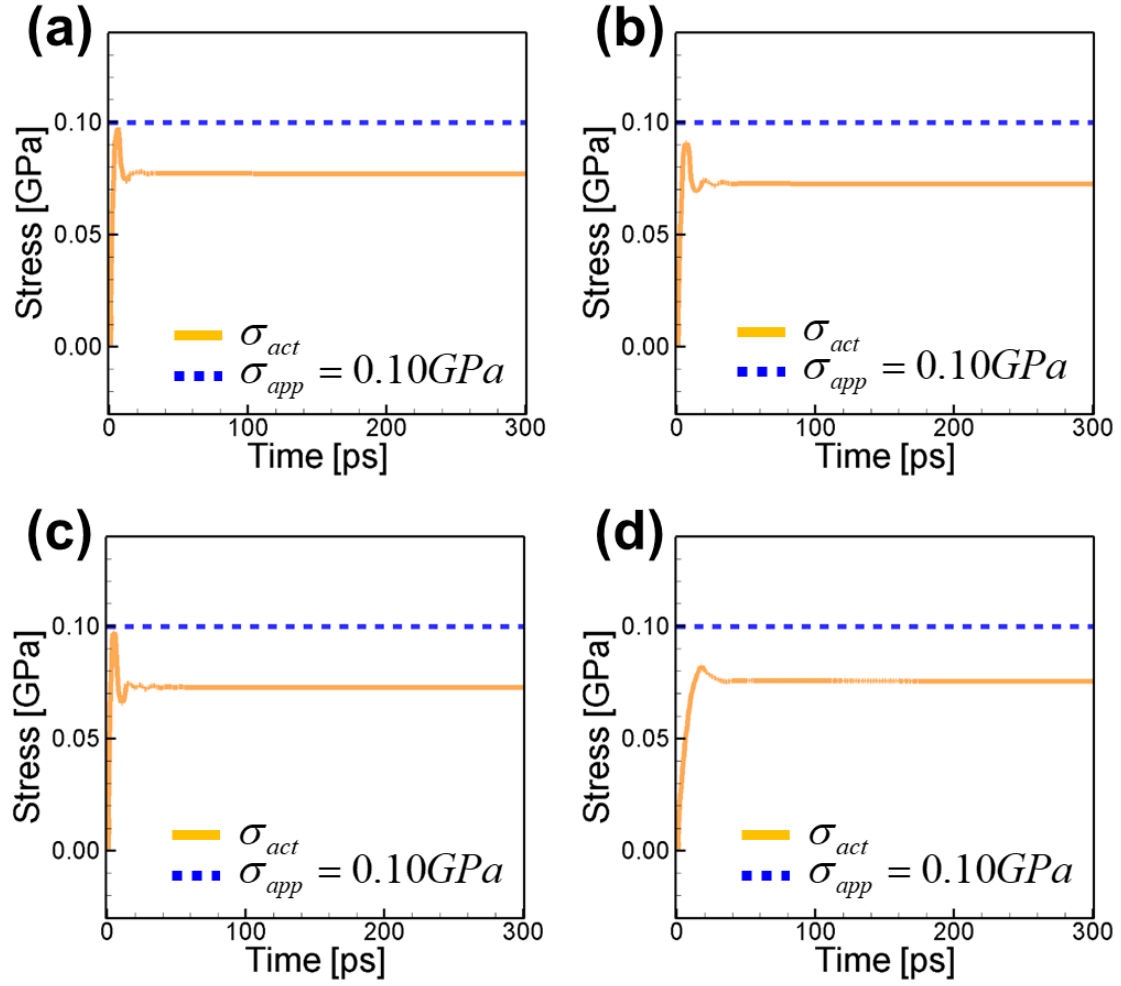 (a)
Stress [GPa]
0.10
0.05
0.00
σact
σapp = 0.10GPa
0 100 200 300
Time [ps]
(b)
Stress [GPa]
0.10
0.05
0.00
σact
σapp = 0.10GPa
0 100 200 300
Time [ps]
(c)
Stress [GPa]
0.10
0.05
0.00
σact
σapp = 0.10GPa
0 100 200 300
Time [ps]
(d)
Stress [GPa]
0.10
0.05
0.00
σact
σapp = 0.10GPa
0 100 200 300
Time [ps]